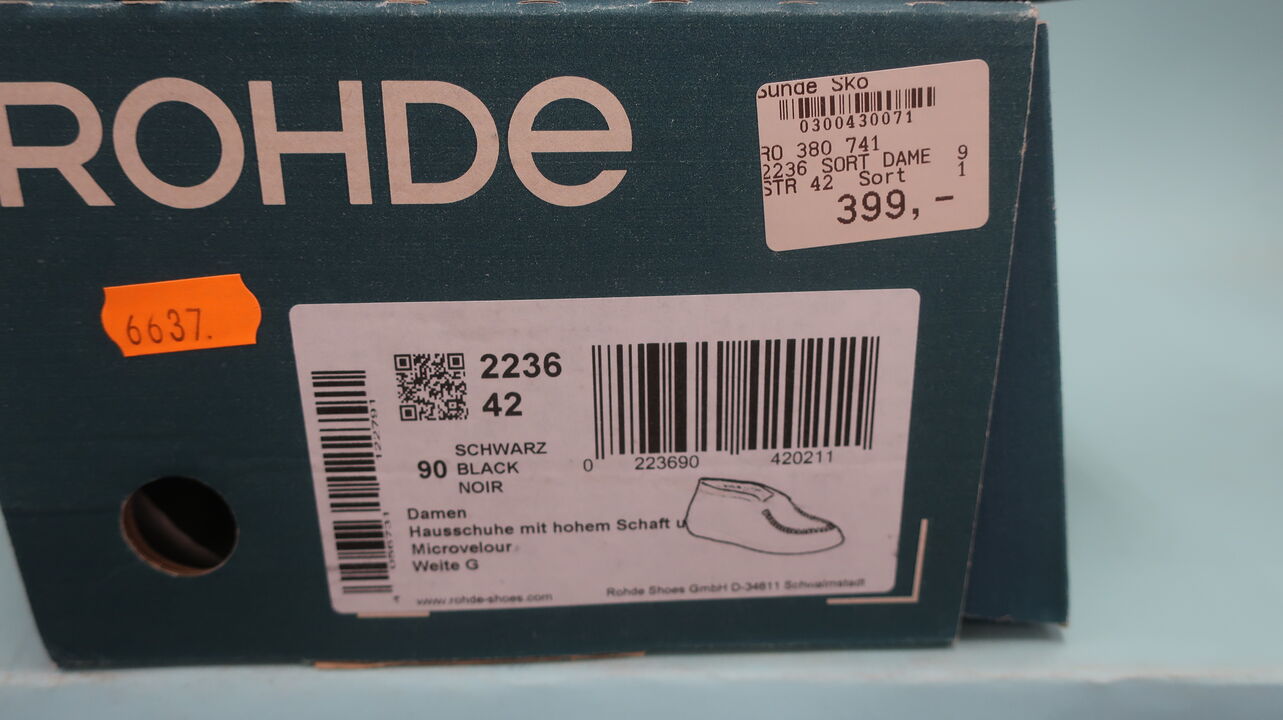 ROHDe
Sunde Sko
0300430071
RO 380 741
2236 SORT DAME 9
STR 42 Sort 1
399,-
6637.
2236
42
SCHWARZ
90 BLACK
NOIR
0 223690 420211
Damen
Hausschuhe mit hohem Schaft u
Microvelour
Weite G
www.rohde-shoes.com
Rohde Shoes GmbH D-34611 Schwalmstadt